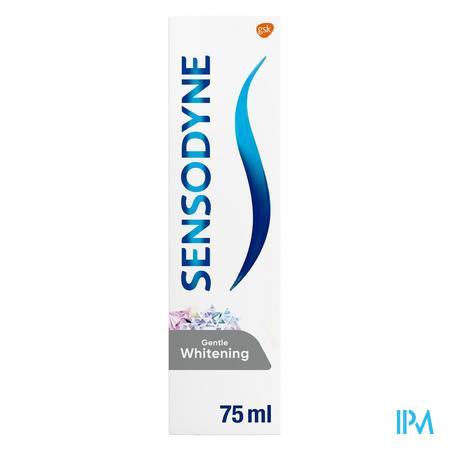 gsk
SENSODYNE
Gentle
Whitening
75 ml
IPM